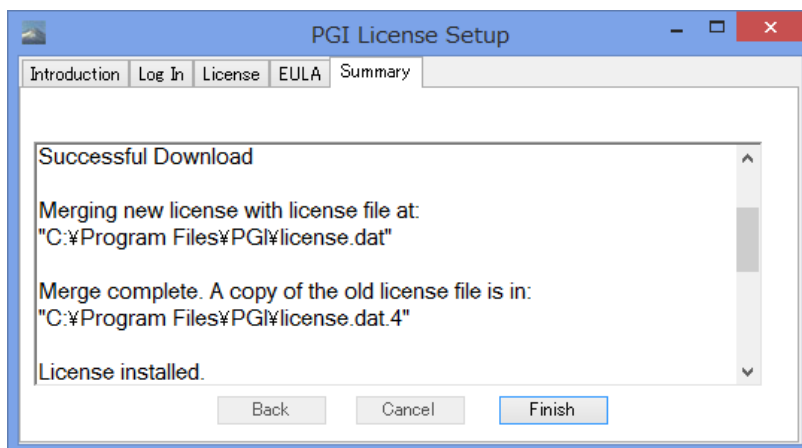 PGI License Setup
Introduction Log In License EULA Summary
Successful Download
Merging new license with license file at:
"C:¥Program Files¥PGI¥license.dat"
Merge complete. A copy of the old license file is in:
"C:¥Program Files¥PGI¥license.dat.4"
License installed.
Back Cancel Finish